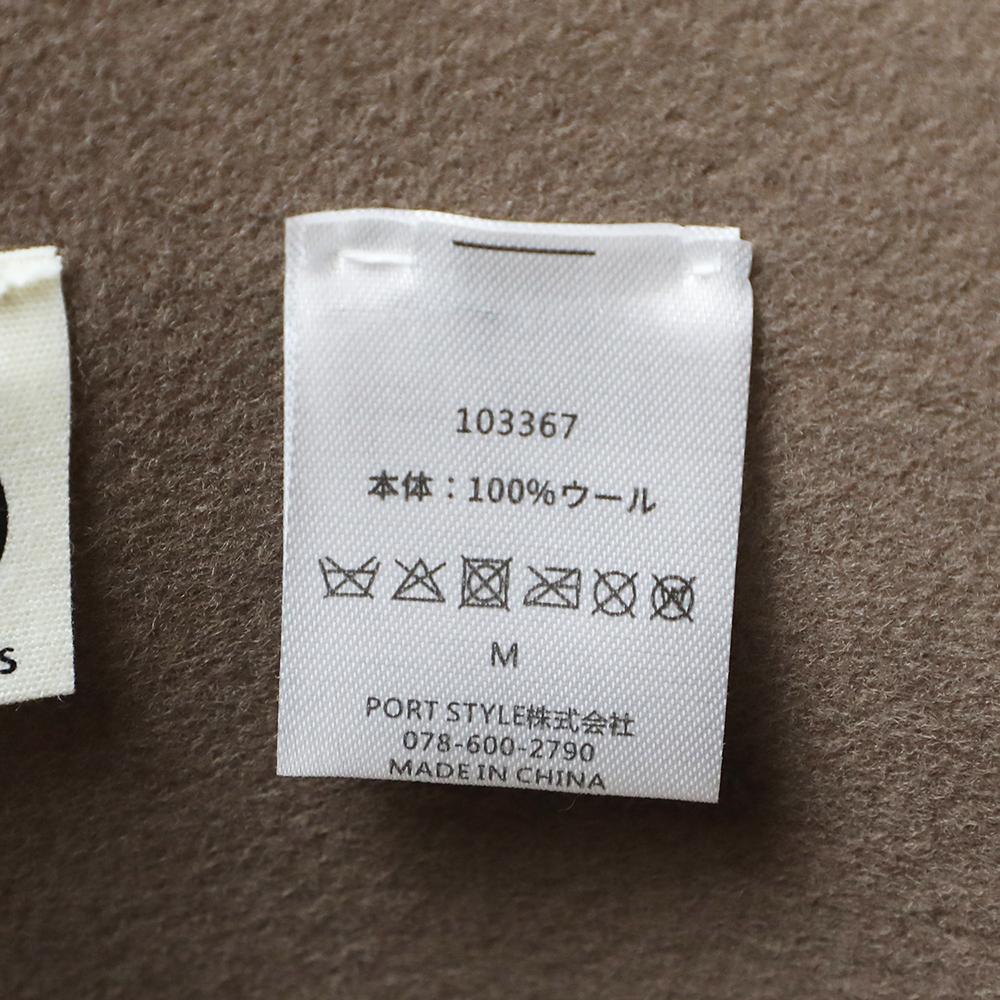 103367
本体：100%ウール
M
PORT STYLE株式会社
078-600-2790
MADE IN CHINA
s